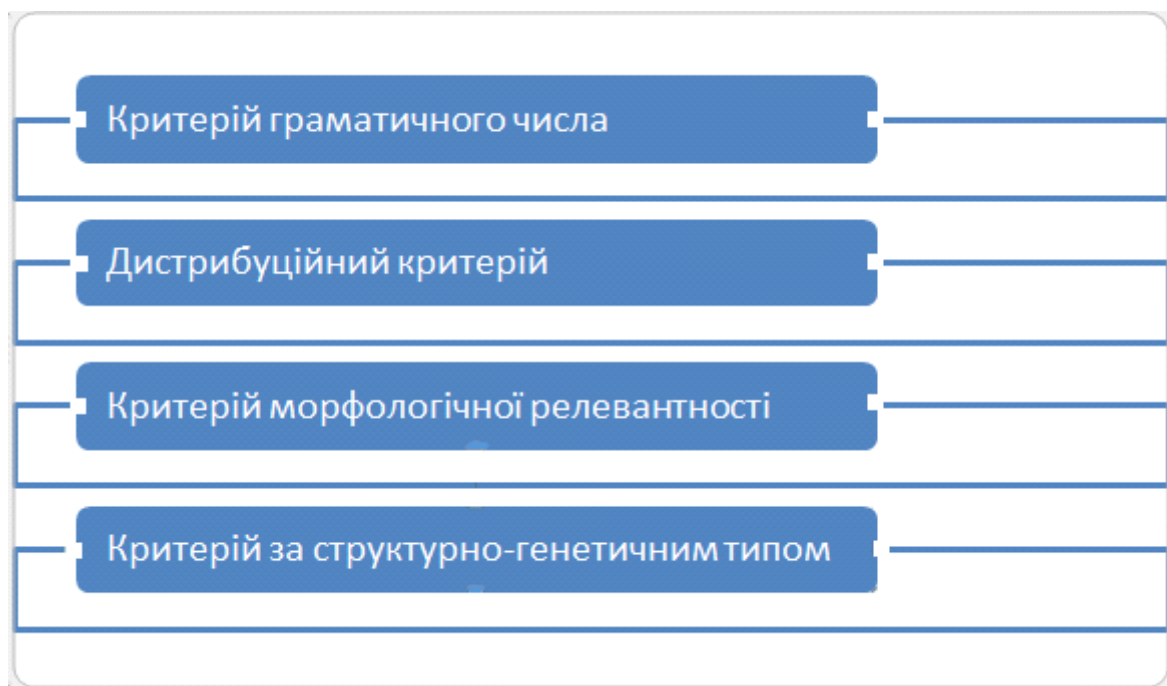 Критерій граматичного числа
Дистрибуційний критерій
Критерій морфологічної релевантності
Критерій за структурно-генетичним типом